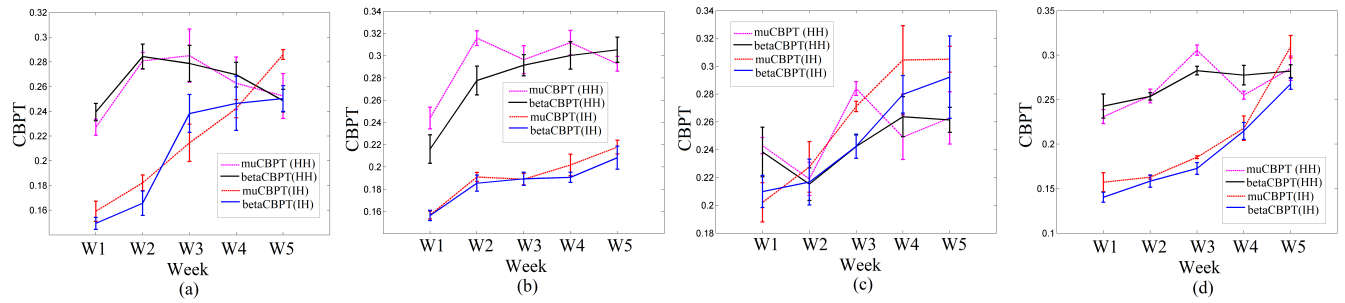 0.34
0.32
0.3
0.28
0.26
0.24
0.22
0.2
0.18
0.16
CBPT
muCBPT (HH)
betaCBPT(HH)
muCBPT(IH)
betaCBPT(IH)
W1 W2 W3 W4 W5
Week
(a)
0.34
0.32
0.3
0.28
0.26
0.24
0.22
0.2
0.18
0.16
CBPT
muCBPT (HH)
betaCBPT(HH)
muCBPT(IH)
betaCBPT(IH)
W1 W2 W3 W4 W5
Week
(b)
0.34
0.32
0.3
0.28
0.26
0.24
0.22
0.2
0.18
CBPT
muCBPT (HH)
betaCBPT(HH)
muCBPT(IH)
betaCBPT(IH)
W1 W2 W3 W4 W5
Week
(c)
0.35
0.3
0.25
0.2
0.15
0.1
CBPT
muCBPT (HH)
betaCBPT(HH)
muCBPT(IH)
betaCBPT(IH)
W1 W2 W3 W4 W5
Week
(d)